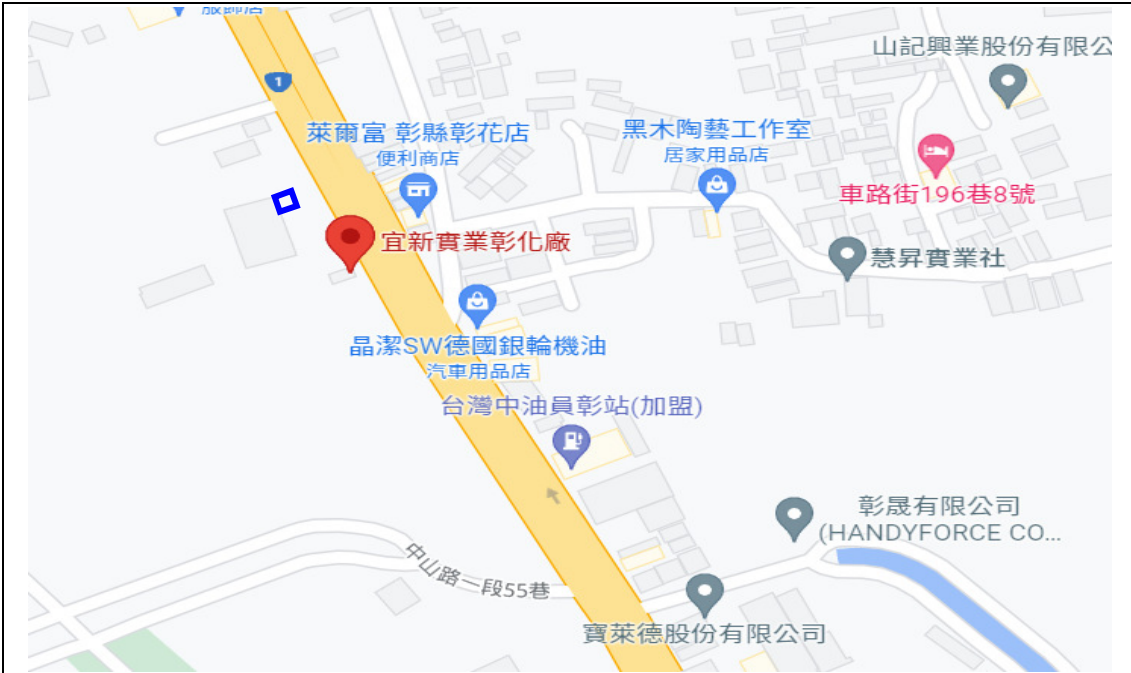 服飾店
山記興業股份有限公
1
萊爾富 彰縣彰花店
便利商店
黑木陶藝工作室
居家用品店
車路街196巷8號
宜新實業彰化廠
慧昇實業社
晶潔SW德國銀輪機油
汽車用品店
台灣中油員彰站(加盟)
彰晟有限公司
(HANDYFORCE CO...
中山路一段55巷
寶萊德股份有限公司